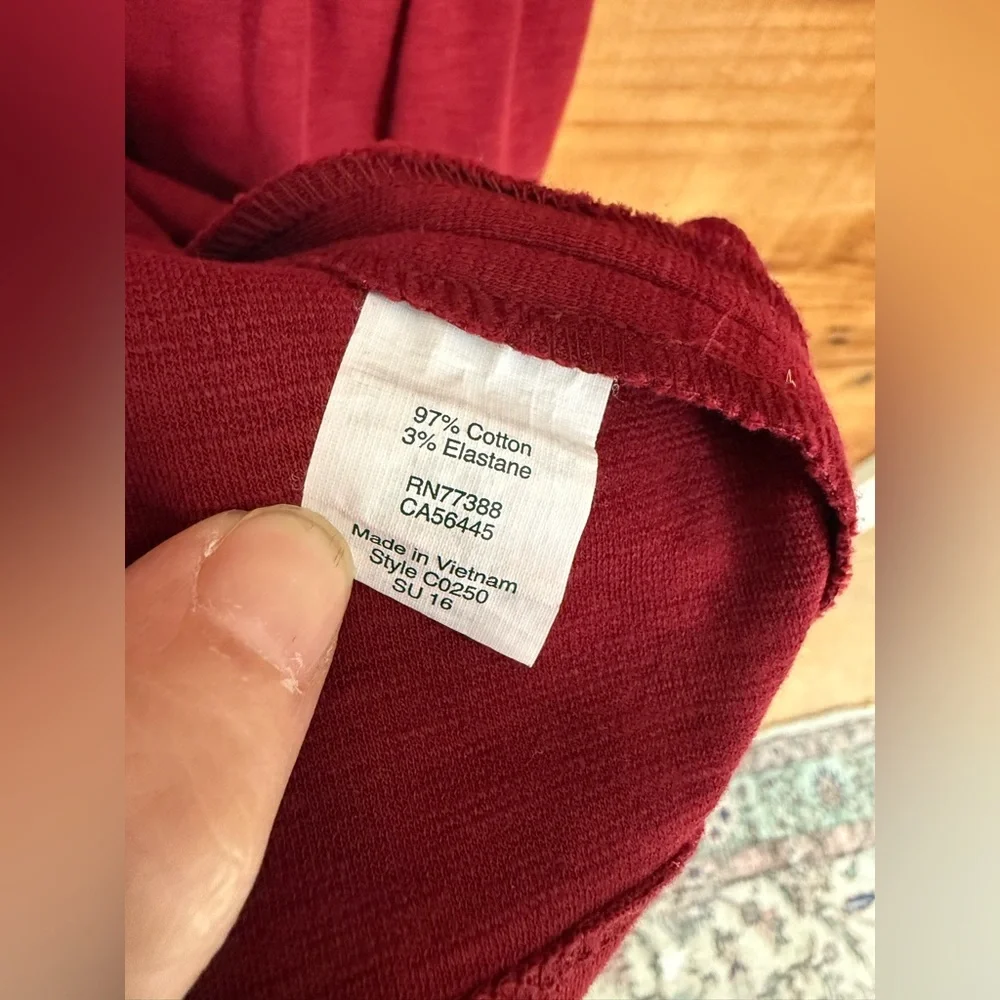 97% Cotton
3% Elastane
RN77388
CA56445
Made in Vietnam
Style C0250
SU 16